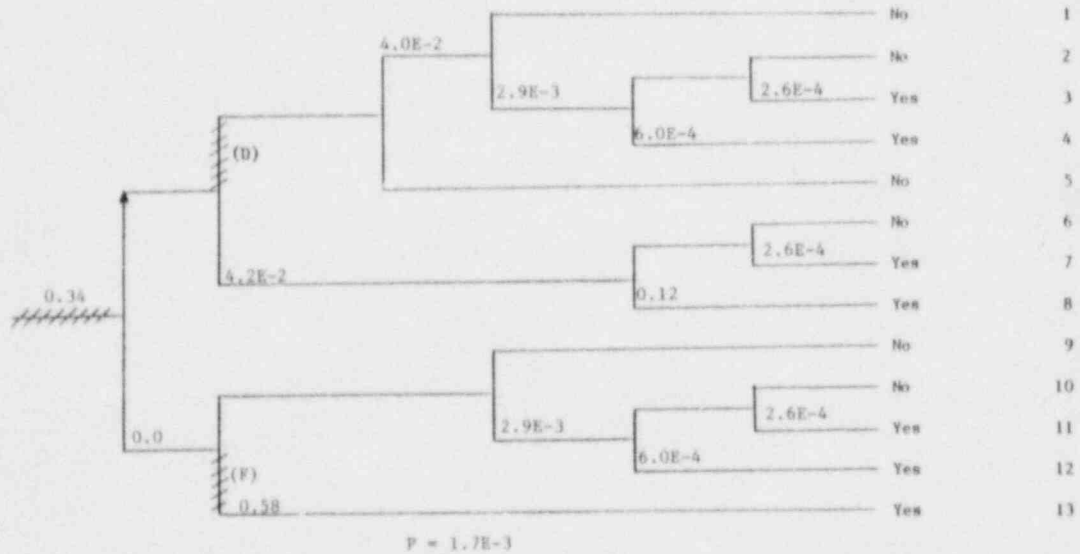 No 1
4.0E-2
No 2
2.9E-3
2.6E-4
Yes 3
6.0E-4
Yes 4
(D)
No 5
No 6
2.6E-4
4.2E-2
Yes 7
0.34
0.12
Yes 8
No 9
No 10
2.6E-4
0.0
2.9E-3
Yes 11
6.0E-4
Yes 12
(F)
0.58
Yes 13
P = 1.7E-3